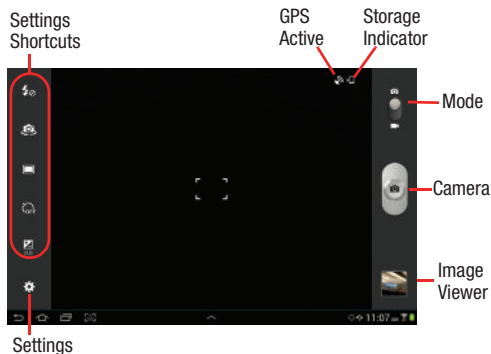 Settings
Shortcuts
GPS
Active
Storage
Indicator
Mode
Camera
Image
Viewer
11:07
Settings